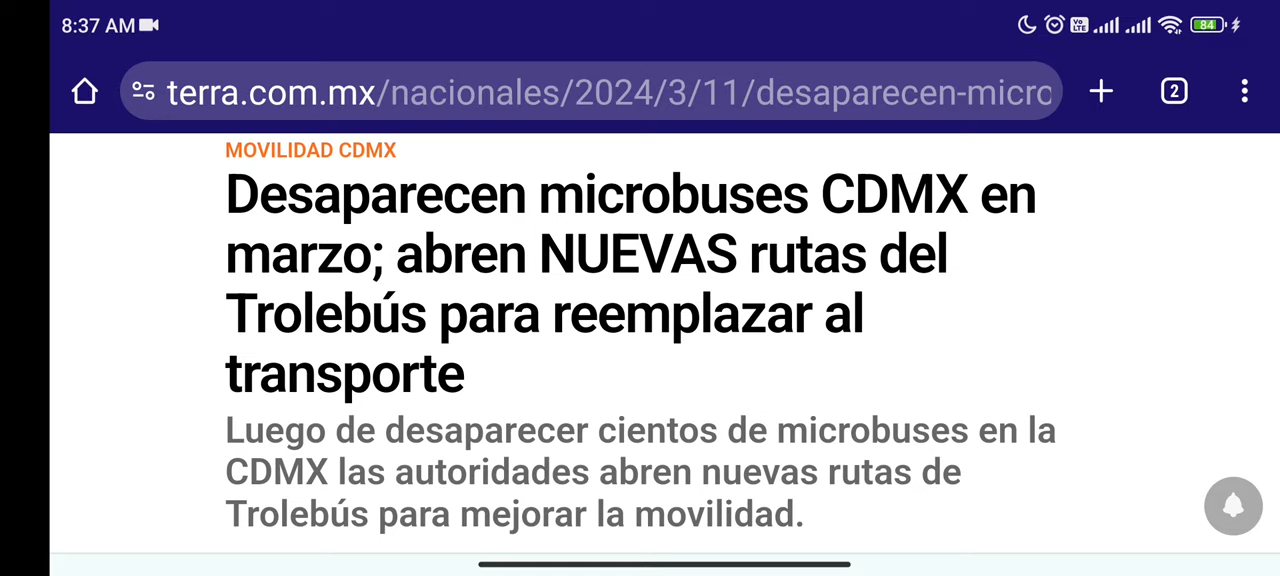 8:37 AM
Vo LTE 84
terra.com.mx/nacionales/2024/3/11/desaparecen-micro
2
MOVILIDAD CDMX
Desaparecen microbuses CDMX en
marzo; abren NUEVAS rutas del
Trolebús para reemplazar al
transporte
Luego de desaparecer cientos de microbuses en la
CDMX las autoridades abren nuevas rutas de
Trolebús para mejorar la movilidad.